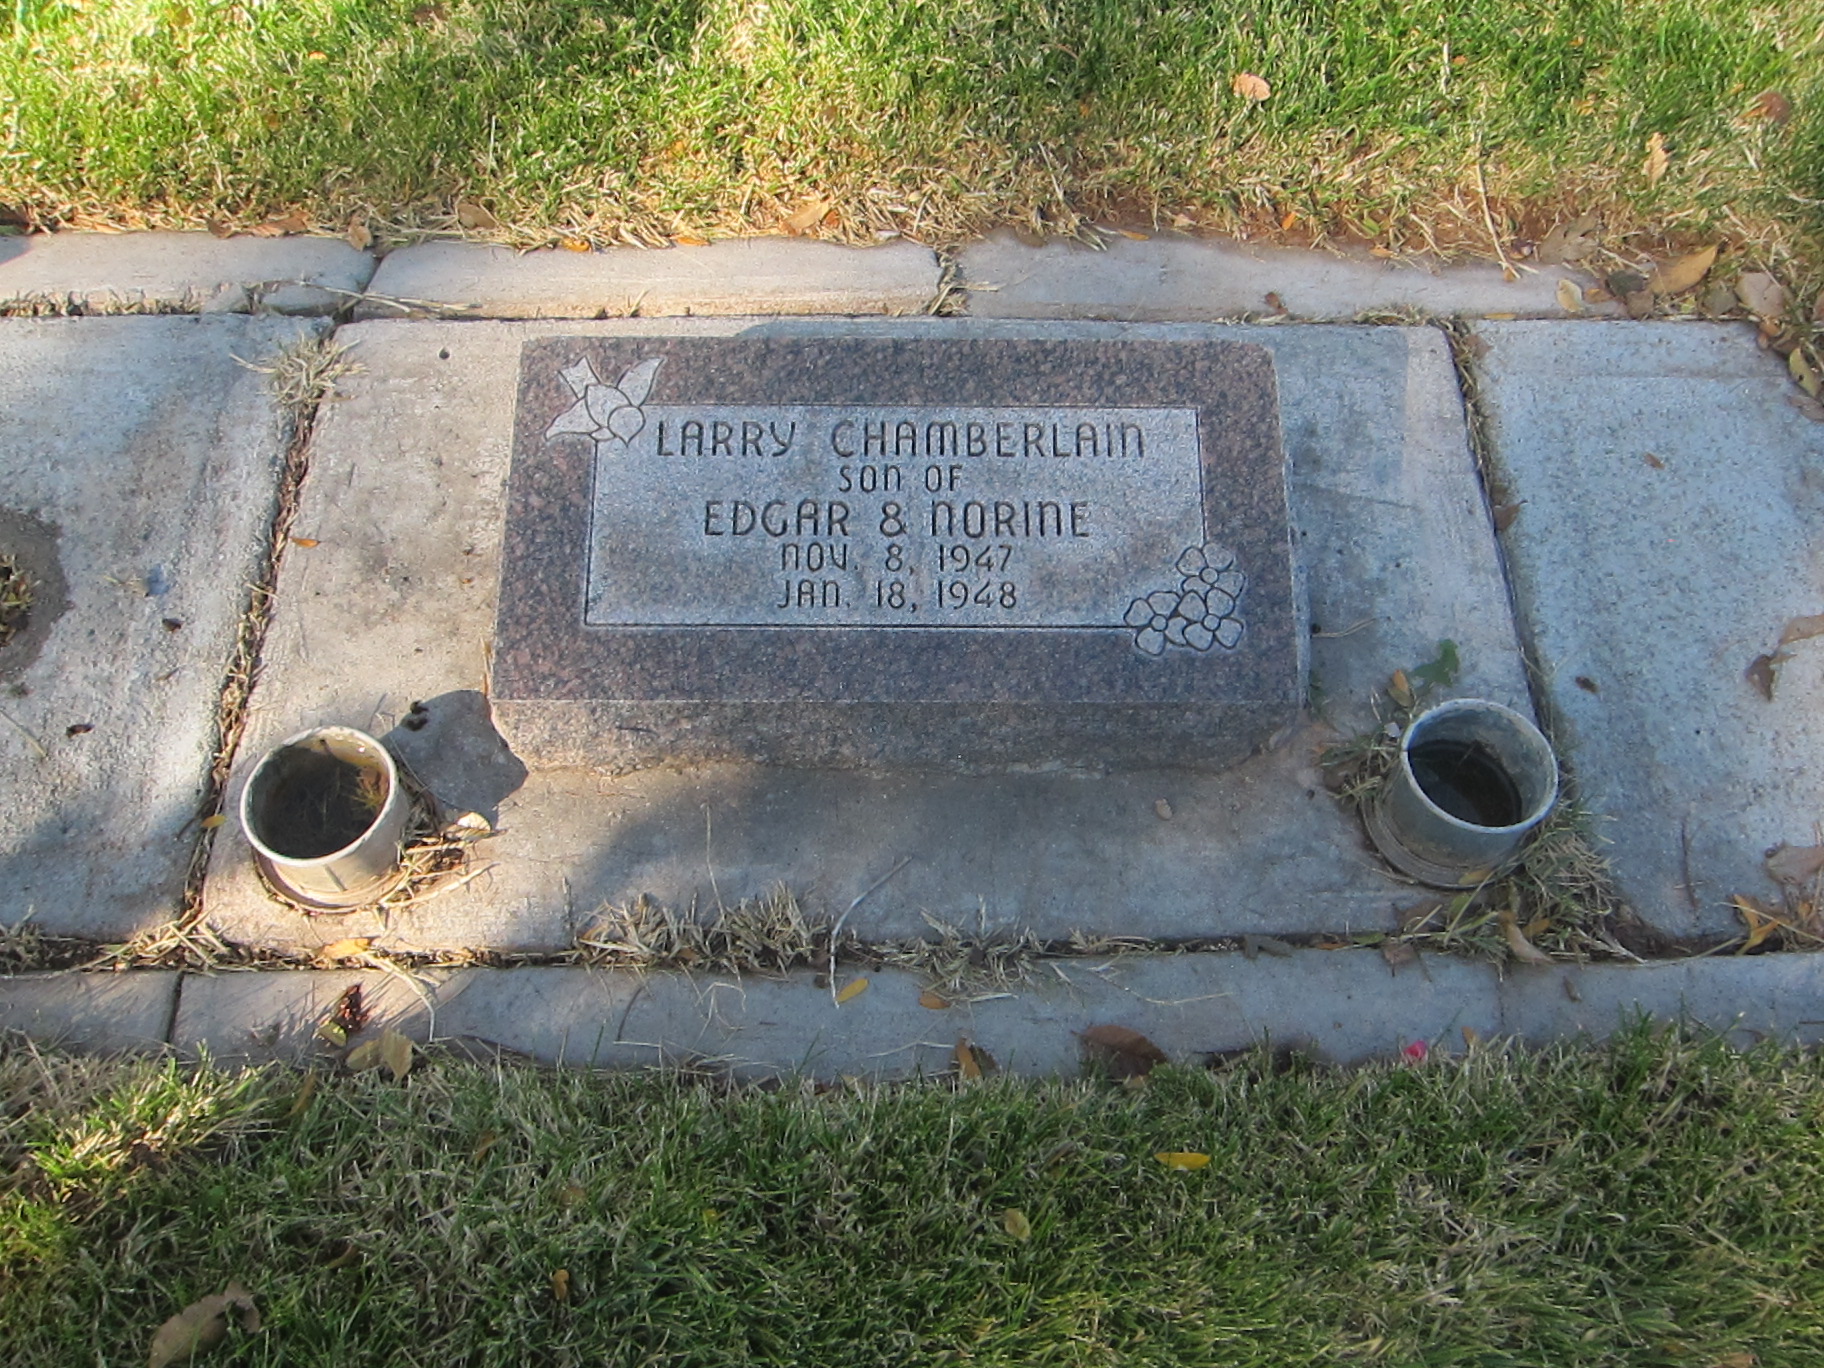 LARRY CHAMBERLAIN
SON OF
EDGAR & NORINE
NOV. 8, 1947
JAN. 18, 1948